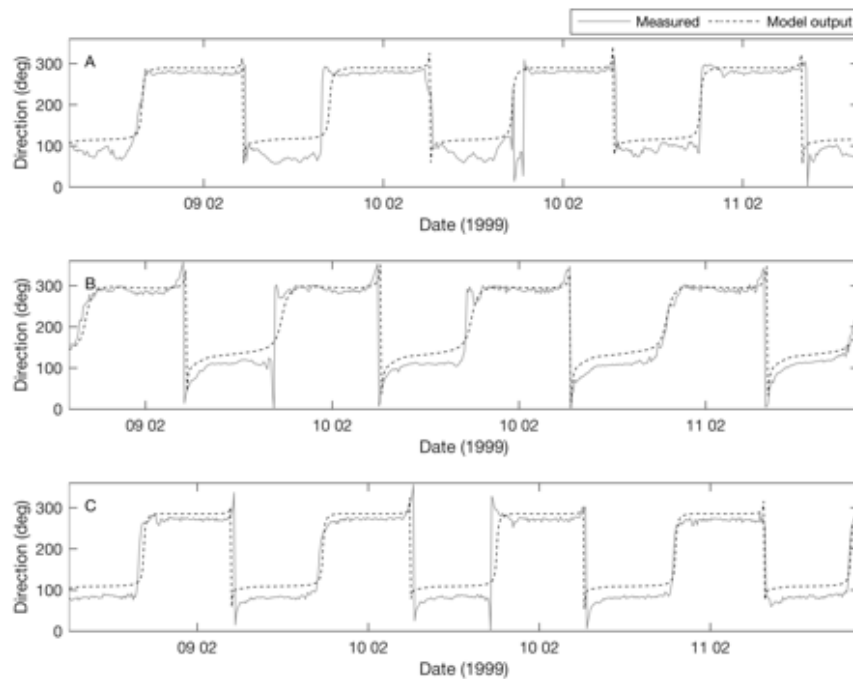 Measured Model output
A
Direction (deg)
300
200
100
0
09 02 10 02 10 02 11 02
Date (1999)
B
Direction (deg)
300
200
100
0
09 02 10 02 10 02 11 02
Date (1999)
C
Direction (deg)
300
200
100
0
09 02 10 02 10 02 11 02
Date (1999)